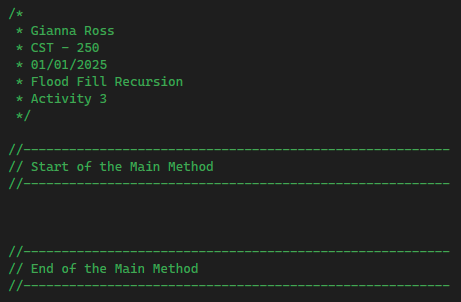 /*
 * Gianna Ross
 * CST - 250
 * 01/01/2025
 * Flood Fill Recursion
 * Activity 3
 */
//--------------------------------------------------------
// Start of the Main Method
//--------------------------------------------------------
//--------------------------------------------------------
// End of the Main Method
//--------------------------------------------------------